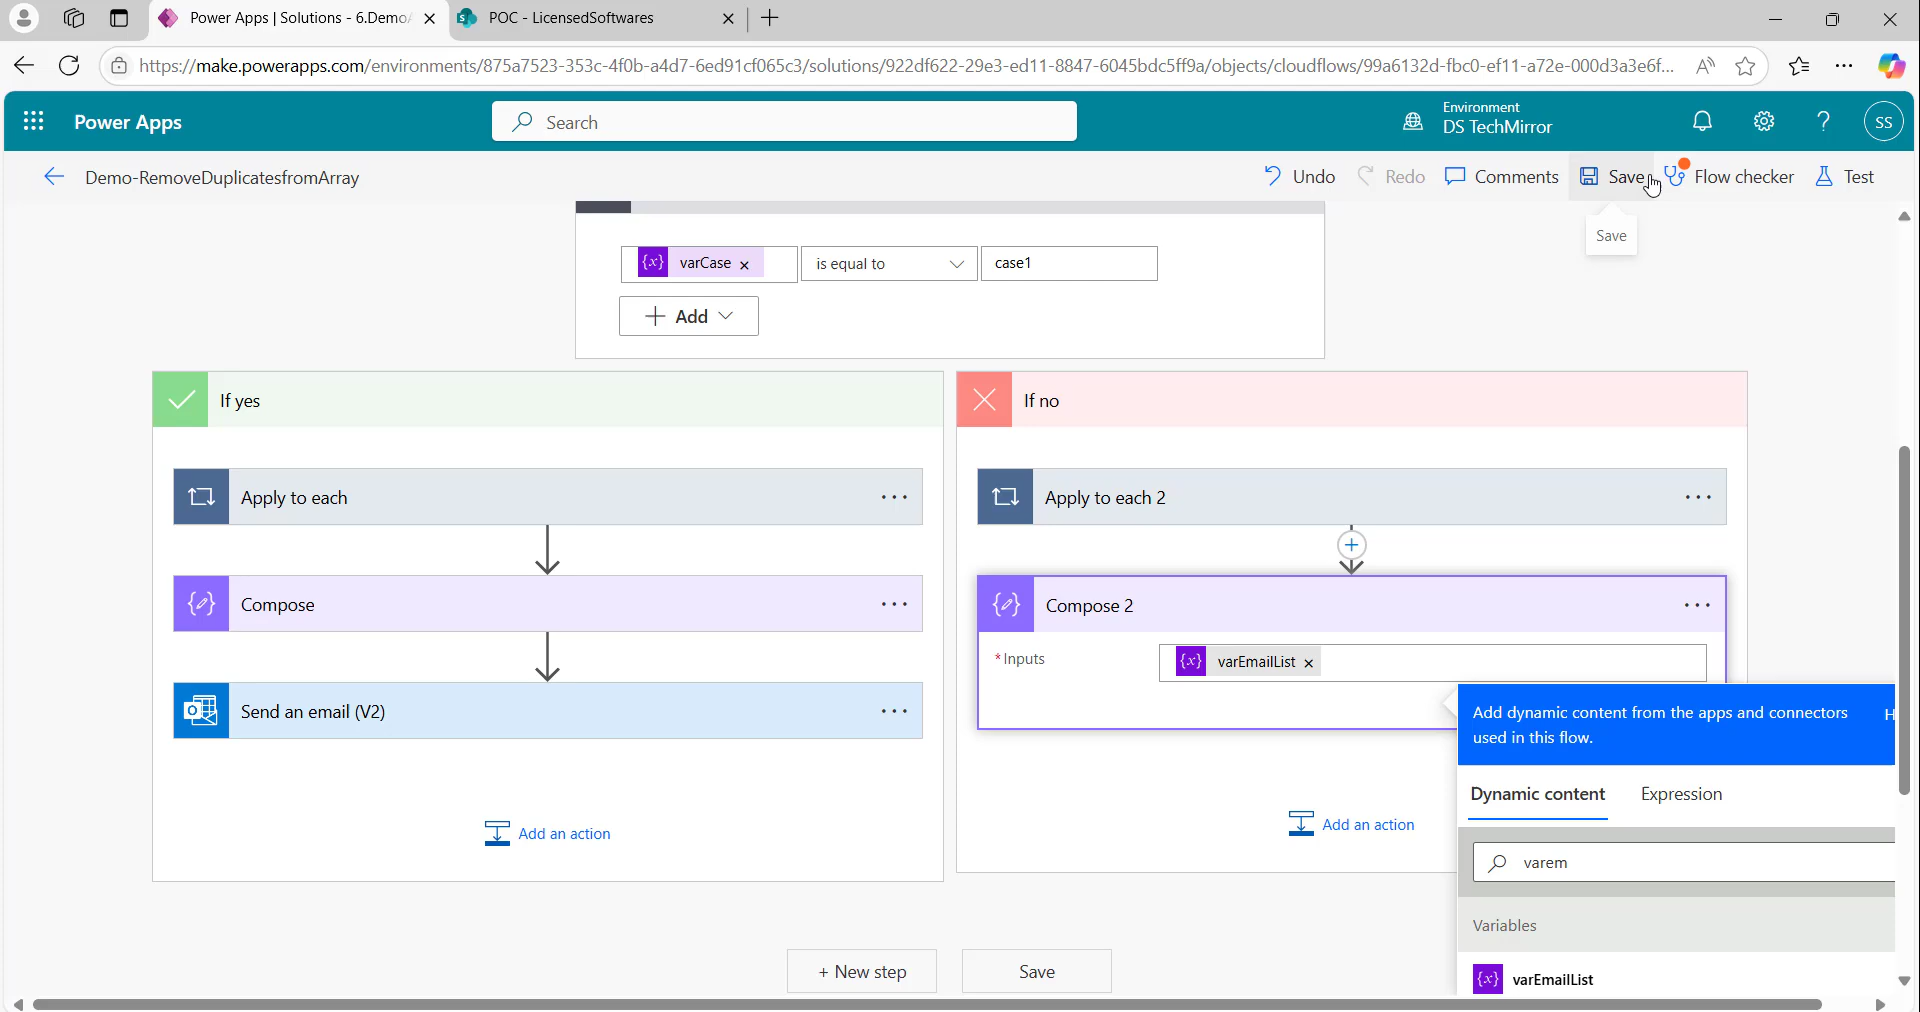 Power Apps | Solutions - 6.Demo
POC - LicensedSoftwares
https://make.powerapps.com/environments/875a7523-353c-4f0b-a4d7-6ed91cf065c3/solutions/922df622-29e3-ed11-8847-6045bdc5ff9a/objects/cloudflows/99a6132d-fbc0-ef11-a72e-000d3a3e6f...
Power Apps
Search
Environment
DS TechMirror
SS
Demo-RemoveDuplicatesfromArray
Undo
Redo
Comments
Save
Flow checker
Test
Save
{x} varCase
is equal to
case1
Add
If yes
If no
Apply to each
...
Apply to each 2
...
Compose
...
Compose 2
...
* Inputs
{x} varEmailList
Send an email (V2)
...
Add dynamic content from the apps and connectors
used in this flow.
H
Dynamic content
Expression
Add an action
Add an action
varem
Variables
+ New step
Save
{x} varEmailList